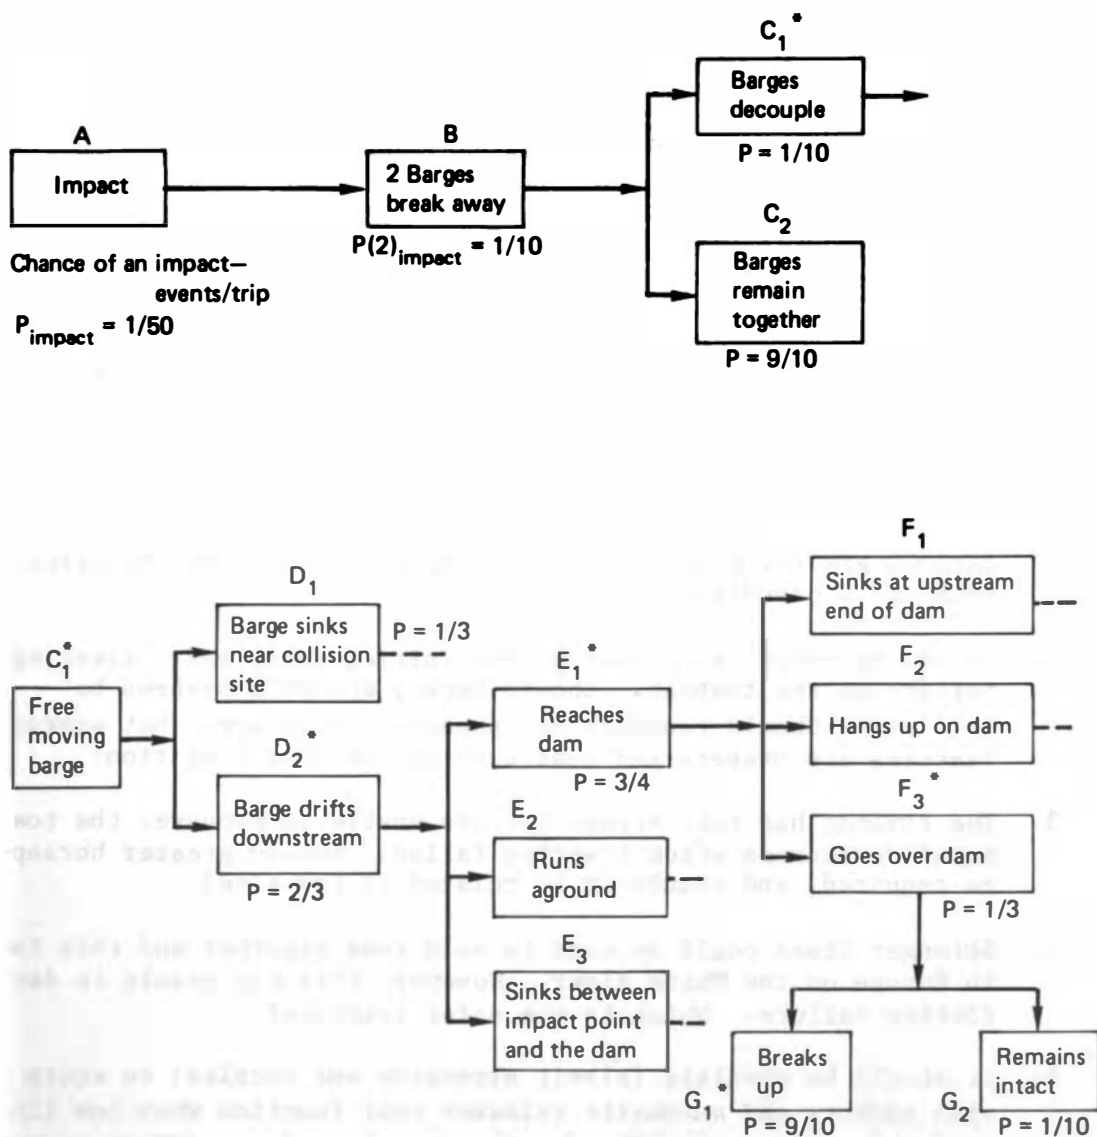 C1*
Barges
decouple
P = 1/10
A
Impact
Chance of an impact—
events/trip
Pimpact = 1/50
B
2 Barges
break away
P(2)impact = 1/10
C2
Barges
remain
together
P = 9/10
C1*
Free
moving
barge
D1
Barge sinks
near collision
site
P = 1/3
D2*
Barge drifts
downstream
P = 2/3
E1*
Reaches
dam
P = 3/4
E2
Runs
aground
E3
Sinks between
impact point
and the dam
F1
Sinks at upstream
end of dam
F2
Hangs up on dam
F3*
Goes over dam
P = 1/3
G1*
Breaks
up
P = 9/10
G2
Remains
intact
P = 1/10